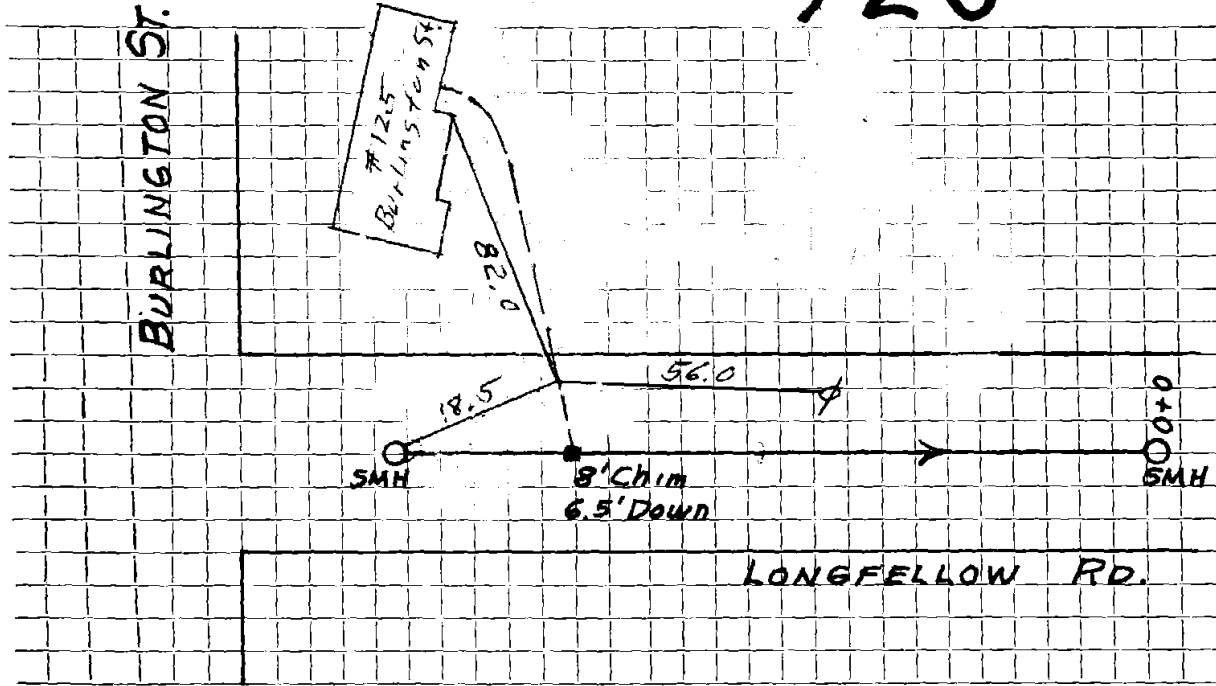 BURLINGTON ST.
#125
Burlington St.
82.0
18.5
56.0
0+0
SMH
8' Chim
6.5' Down
SMH
LONGFELLOW RD.